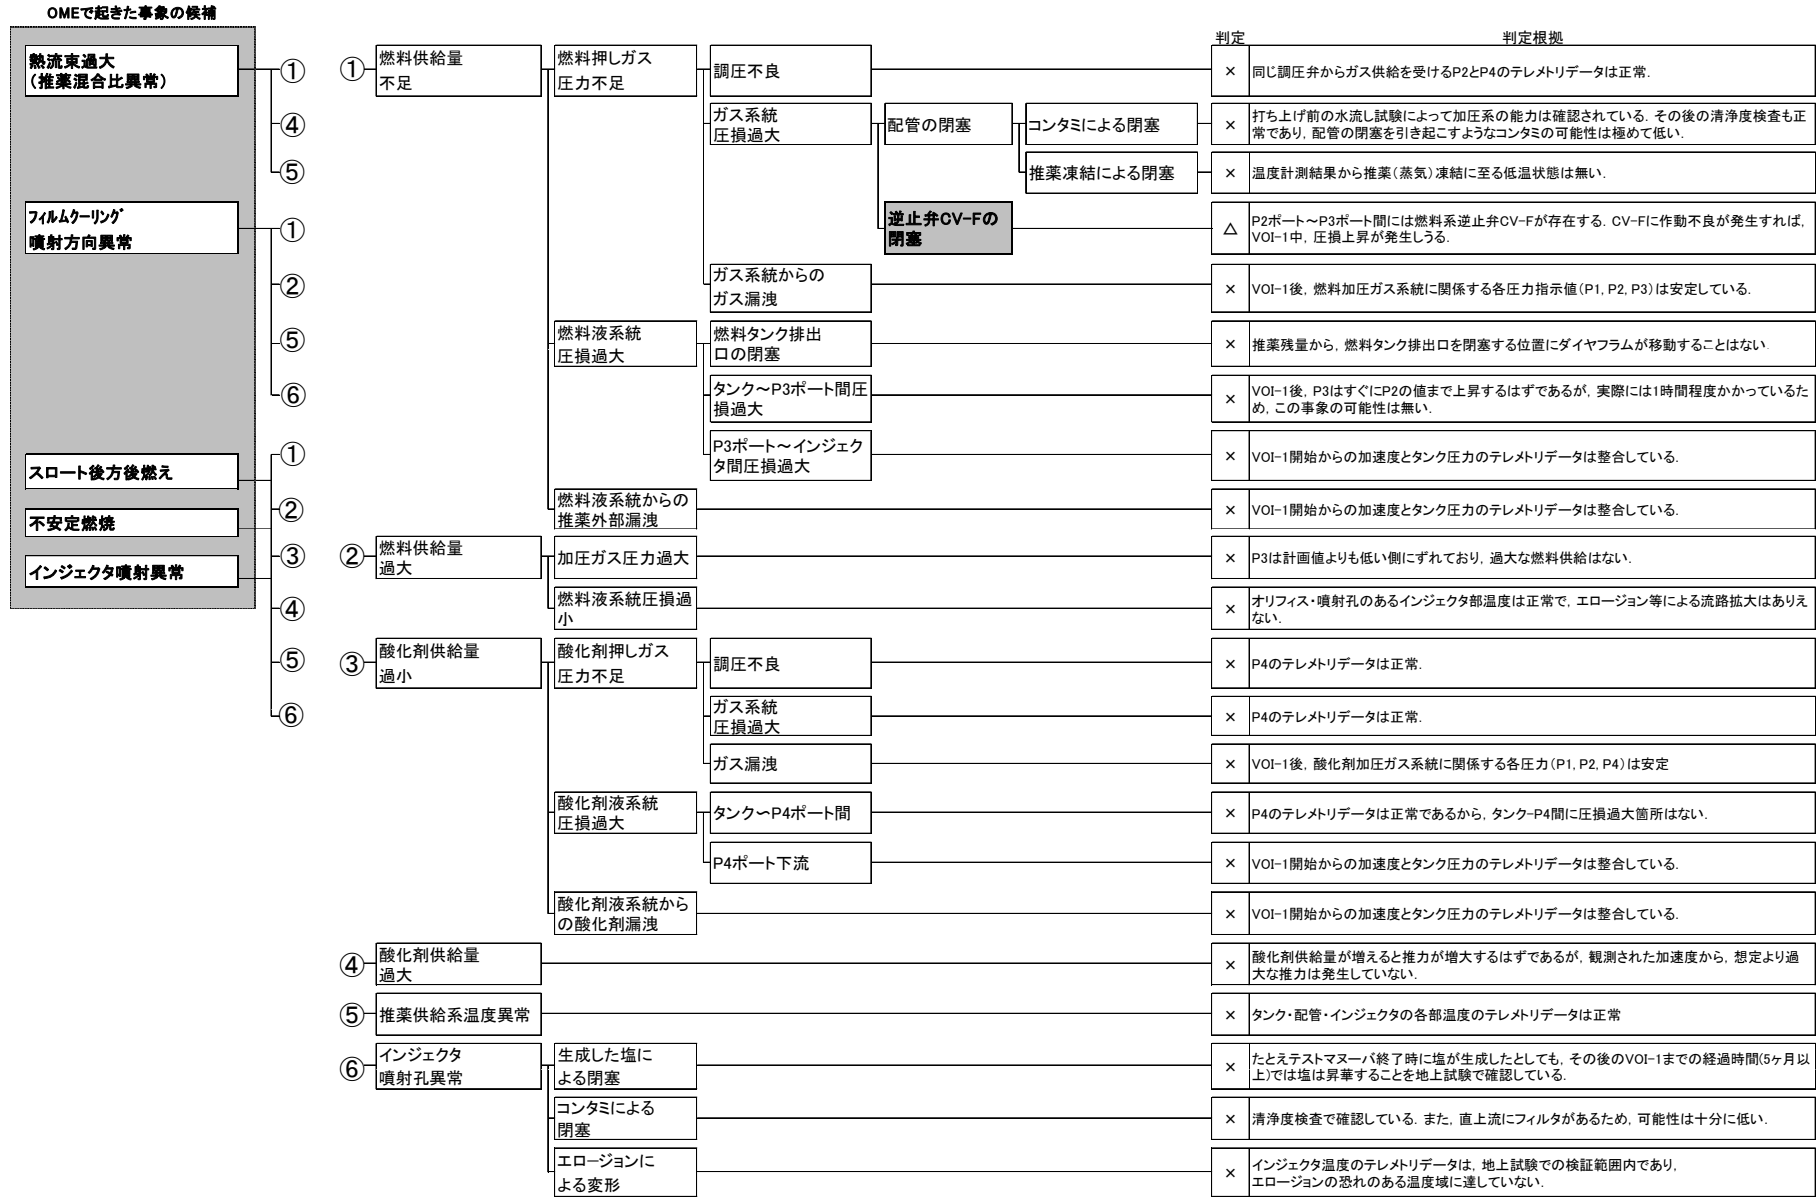 OMEで起きた事象の候補
熱流束過大
(推薬混合比異常)
①
④
⑤
フィルムクーリング
噴射方向異常
①
②
⑤
⑥
スロート後方後燃え
不安定燃焼
インジェクタ噴射異常
①
②
③
④
⑤
⑥
判定
判定根拠
①
燃料供給量
不足
燃料押しガス
圧力不足
調圧不良
×
同じ調圧弁からガス供給を受けるP2とP4のテレメトリデータは正常.
ガス系統
圧損過大
配管の閉塞
コンタミによる閉塞
×
打ち上げ前の水流し試験によって加圧系の能力は確認されている. その後の清浄度検査も正
常であり, 配管の閉塞を引き起こすようなコンタミの可能性は極めて低い.
推薬凍結による閉塞
×
温度計測結果から推薬(蒸気)凍結に至る低温状態は無い.
逆止弁CV-Fの
閉塞
△
P2ポート～P3ポート間には燃料系逆止弁CV-Fが存在する. CV-Fに作動不良が発生すれば,
VOI-1中, 圧損上昇が発生しうる.
ガス系統からの
ガス漏洩
×
VOI-1後, 燃料加圧ガス系統に関係する各圧力指示値(P1, P2, P3)は安定している.
燃料液系統
圧損過大
燃料タンク排出
口の閉塞
×
推薬残量から, 燃料タンク排出口を閉塞する位置にダイヤフラムが移動することはない.
タンク～P3ポート間圧
損過大
×
VOI-1後, P3はすぐにP2の値まで上昇するはずであるが, 実際には1時間程度かかっているた
め, この事象の可能性は無い.
P3ポート～インジェク
タ間圧損過大
×
VOI-1開始からの加速度とタンク圧力のテレメトリデータは整合している.
燃料液系統からの
推薬外部漏洩
×
VOI-1開始からの加速度とタンク圧力のテレメトリデータは整合している.
②
燃料供給量
過大
加圧ガス圧力過大
×
P3は計画値よりも低い側にずれており, 過大な燃料供給はない.
燃料液系統圧損過
小
×
オリフィス・噴射孔のあるインジェクタ部温度は正常で, エロージョン等による流路拡大はありえ
ない.
③
酸化剤供給量
過小
酸化剤押しガス
圧力不足
調圧不良
×
P4のテレメトリデータは正常.
ガス系統
圧損過大
×
P4のテレメトリデータは正常.
ガス漏洩
×
VOI-1後, 酸化剤加圧ガス系統に関係する各圧力(P1, P2, P4)は安定
酸化剤液系統
圧損過大
タンク～P4ポート間
×
P4のテレメトリデータは正常であるから, タンク-P4間に圧損過大箇所はない.
P4ポート下流
×
VOI-1開始からの加速度とタンク圧力のテレメトリデータは整合している.
酸化剤液系統から
の酸化剤漏洩
×
VOI-1開始からの加速度とタンク圧力のテレメトリデータは整合している.
④
酸化剤供給量
過大
×
酸化剤供給量が増えると推力が増大するはずであるが, 観測された加速度から, 想定より過
大な推力は発生していない.
⑤
推薬供給系温度異常
×
タンク・配管・インジェクタの各部温度のテレメトリデータは正常
⑥
インジェクタ
噴射孔異常
生成した塩に
よる閉塞
×
たとえテストマヌーバ終了時に塩が生成したとしても, その後のVOI-1までの経過時間(5ヶ月以
上)では塩は昇華することを地上試験で確認している.
コンタミによる
閉塞
×
清浄度検査で確認している. また, 直上流にフィルタがあるため, 可能性は十分に低い.
エロージョンに
よる変形
×
インジェクタ温度のテレメトリデータは, 地上試験での検証範囲内であり,
エロージョンの恐れのある温度域に達していない.